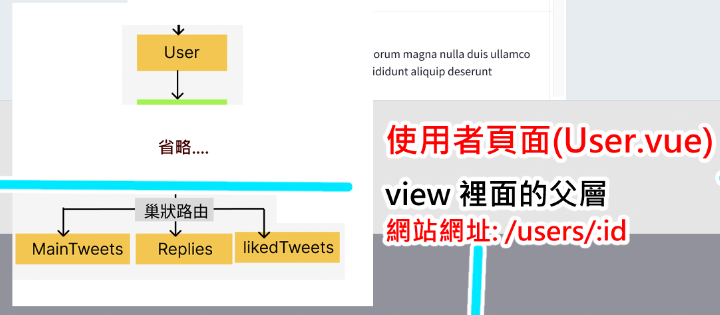 User
省略....
巢狀路由
MainTweets
Replies
likedTweets
orum magna nulla duis ullamco
ididunt aliquip deserunt
使用者頁面(User.vue)
view 裡面的父層
網站網址: /users/:id